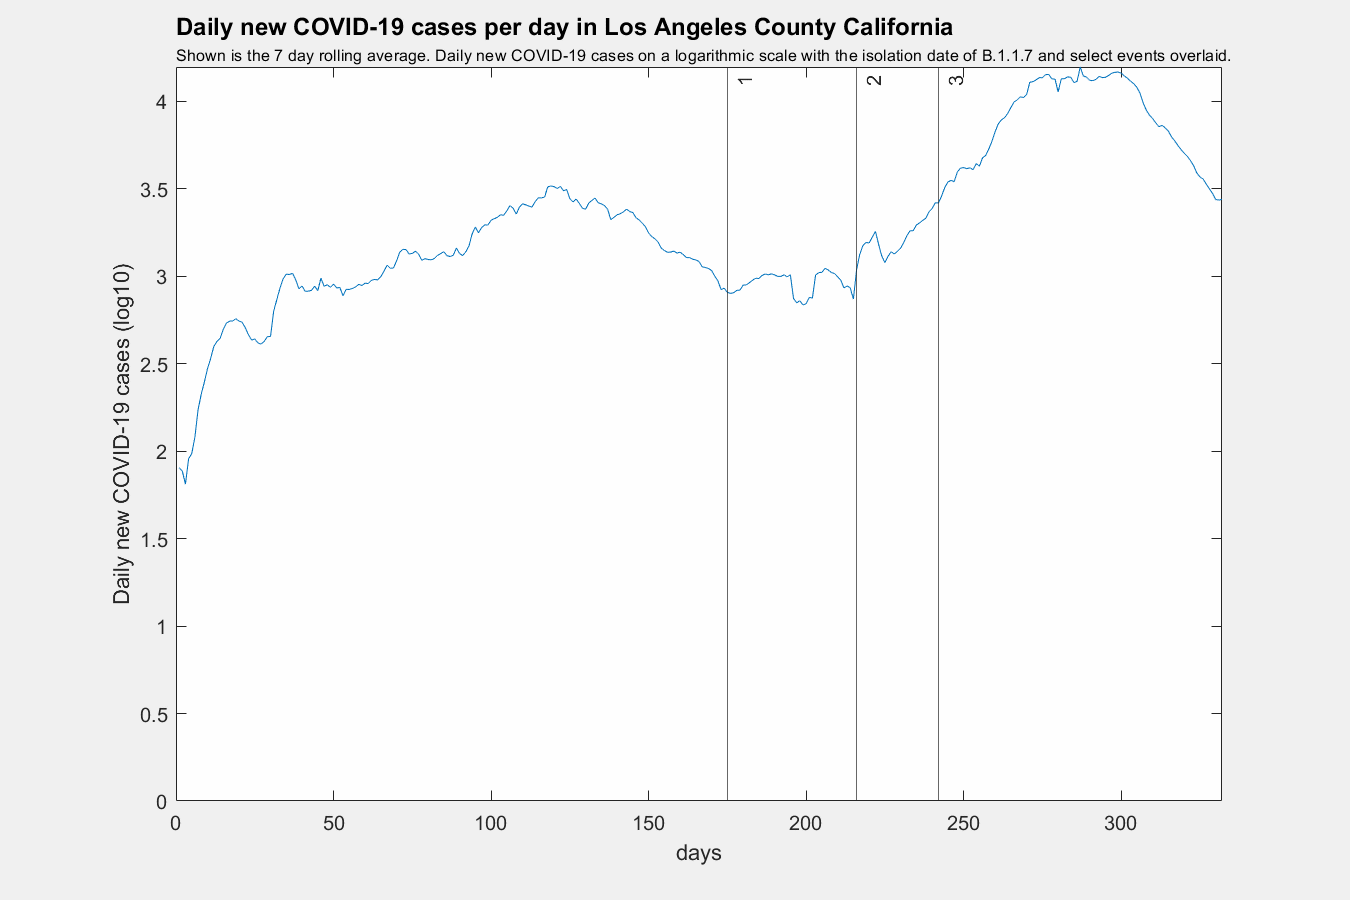 Daily new COVID-19 cases per day in Los Angeles County California
Shown is the 7 day rolling average. Daily new COVID-19 cases on a logarithmic scale with the isolation date of B.1.1.7 and select events overlaid.
1
2
3
4
3.5
3
2.5
2
1.5
1
0.5
0
Daily new COVID-19 cases (log10)
0 50 100 150 200 250 300
days